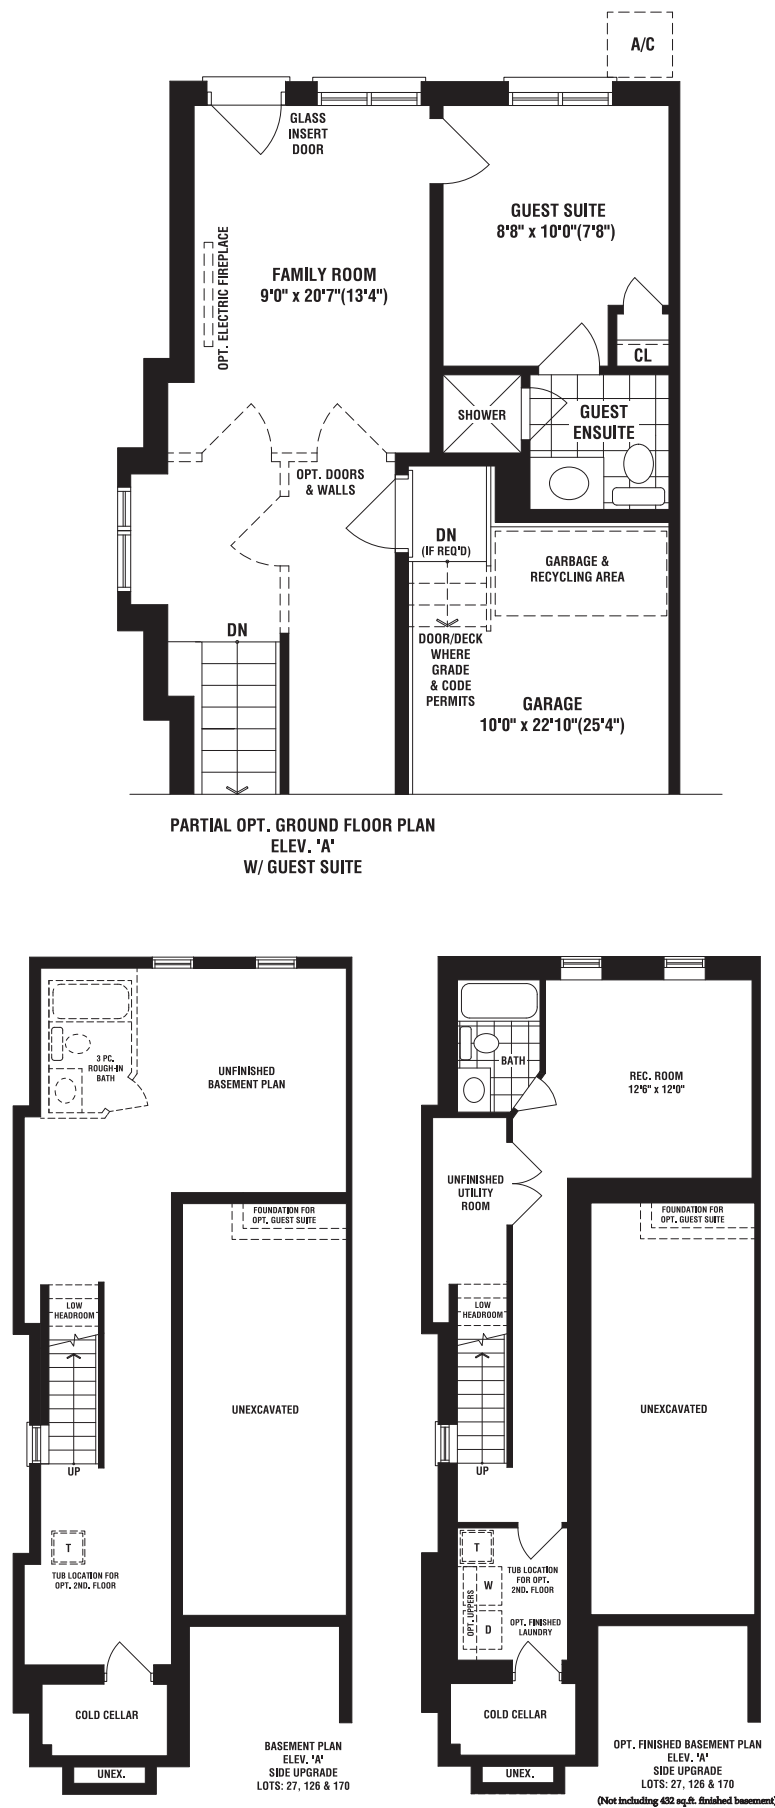 A/C
GLASS
INSERT
DOOR
GUEST SUITE
8'8" x 10'0"(7'8")
OPT. ELECTRIC FIREPLACE
FAMILY ROOM
9'0" x 20'7"(13'4")
CL
SHOWER
GUEST
ENSUITE
OPT. DOORS
& WALLS
DN
(IF REQ'D)
GARBAGE &
RECYCLING AREA
DN
DOOR/DECK
WHERE
GRADE
& CODE
PERMITS
GARAGE
10'0" x 22'10"(25'4")
PARTIAL OPT. GROUND FLOOR PLAN
ELEV. 'A'
W/ GUEST SUITE
3 PC.
ROUGH-IN
BATH
UNFINISHED
BASEMENT PLAN
FOUNDATION FOR
OPT. GUEST SUITE
LOW
HEADROOM
UNEXCAVATED
UP
T
TUB LOCATION FOR
OPT. 2ND. FLOOR
COLD CELLAR
UNEX.
BASEMENT PLAN
ELEV. 'A'
SIDE UPGRADE
LOTS: 27, 126 & 170
BATH
REC. ROOM
12'6" x 12'0"
UNFINISHED
UTILITY
ROOM
FOUNDATION FOR
OPT. GUEST SUITE
LOW
HEADROOM
UNEXCAVATED
UP
T
W
D
OPT. UPPERS
TUB LOCATION
FOR OPT.
2ND. FLOOR
OPT. FINISHED
LAUNDRY
COLD CELLAR
UNEX.
OPT. FINISHED BASEMENT PLAN
ELEV. 'A'
SIDE UPGRADE
LOTS: 27, 126 & 170
(Not including 432 sq.ft. finished basement)